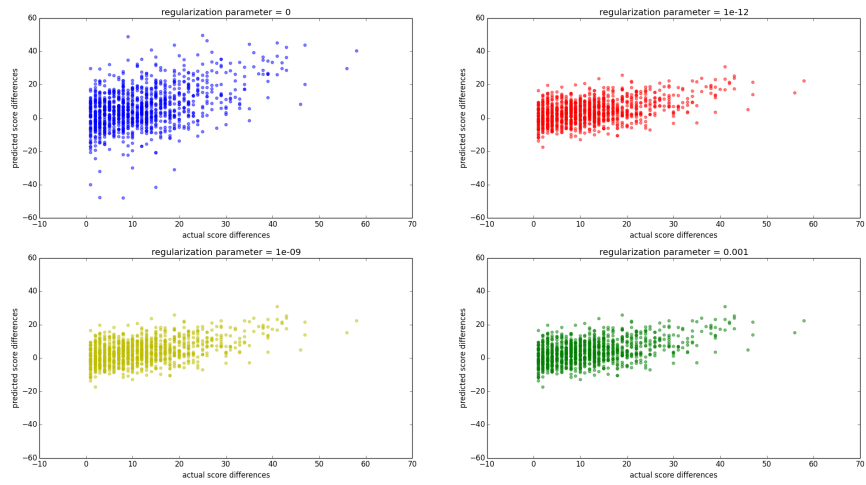 regularization parameter = 0
60
40
20
0
−20
−40
−60
−10 0 10 20 30 40 50 60 70
actual score differences
predicted score differences
regularization parameter = 1e-12
60
40
20
0
−20
−40
−60
−10 0 10 20 30 40 50 60 70
actual score differences
predicted score differences
regularization parameter = 1e-09
60
40
20
0
−20
−40
−60
−10 0 10 20 30 40 50 60 70
actual score differences
predicted score differences
regularization parameter = 0.001
60
40
20
0
−20
−40
−60
−10 0 10 20 30 40 50 60 70
actual score differences
predicted score differences